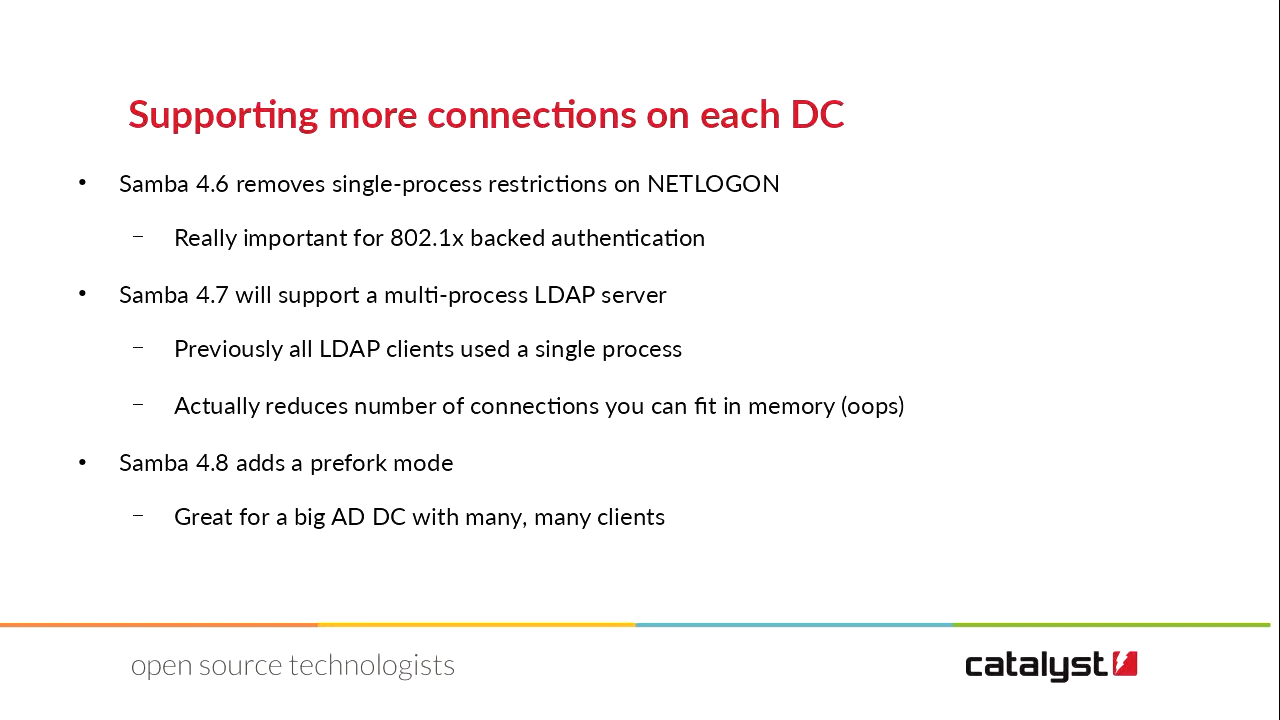 Supporting more connections on each DC
• Samba 4.6 removes single-process restrictions on NETLOGON
– Really important for 802.1x backed authentication
• Samba 4.7 will support a multi-process LDAP server
– Previously all LDAP clients used a single process
– Actually reduces number of connections you can fit in memory (oops)
• Samba 4.8 adds a prefork mode
– Great for a big AD DC with many, many clients
open source technologists
catalyst